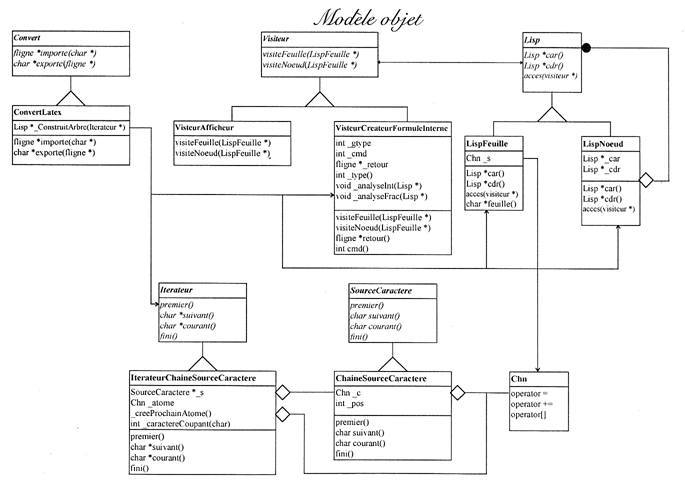 Modèle objet
Convert
fligne *importe(char *)
char *exporte(fligne *)
ConvertLatex
Lisp *_ConstruitArbre(Iterateur *)
fligne *importe(char *)
char *exporte(fligne *)
Visiteur
visiteFeuille(LispFeuille *)
visiteNoeud(LispFeuille *)
VisteurAfficheur
visiteFeuille(LispFeuille *)
visiteNoeud(LispFeuille *)
VisteurCreateurFormuleInterne
int _gtype
int _cmd
fligne *_retour
int _type()
void _analyseInt(Lisp *)
void _analyseFrac(Lisp *)
visiteFeuille(LispFeuille *)
visiteNoeud(LispFeuille *)
fligne *retour()
int cmd()
Lisp
Lisp *car()
Lisp *cdr()
acces(visiteur *)
LispFeuille
Chn _s
Lisp *car()
Lisp *cdr()
acces(visiteur *)
char *feuille()
LispNoeud
Lisp *_car
Lisp *_cdr
Lisp *car()
Lisp *cdr()
acces(visiteur *)
Iterateur
premier()
char *suivant()
char *courant()
fini()
SourceCaractere
premier()
char suivant()
char courant()
fini()
IterateurChaineSourceCaractere
SourceCaractere *_s
Chn _atome
_creeProchainAtome()
int _caractereCoupant(char)
premier()
char *suivant()
char *courant()
fini()
ChaineSourceCaractere
Chn _c
int _pos
premier()
char suivant()
char courant()
fini()
Chn
operator =
operator +=
operator[]